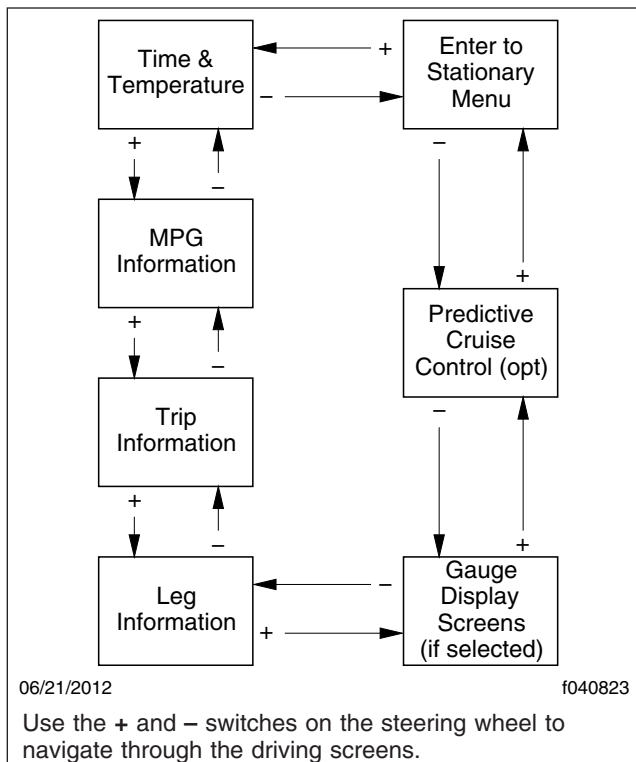 Time &
Temperature
+
–
Enter to
Stationary
Menu
+
–
–
MPG
Information
+
Predictive
Cruise
Control (opt)
+
–
–
Trip
Information
+
–
+
Leg
Information
–
+
Gauge
Display
Screens
(if selected)
06/21/2012
f040823
Use the + and – switches on the steering wheel to
navigate through the driving screens.